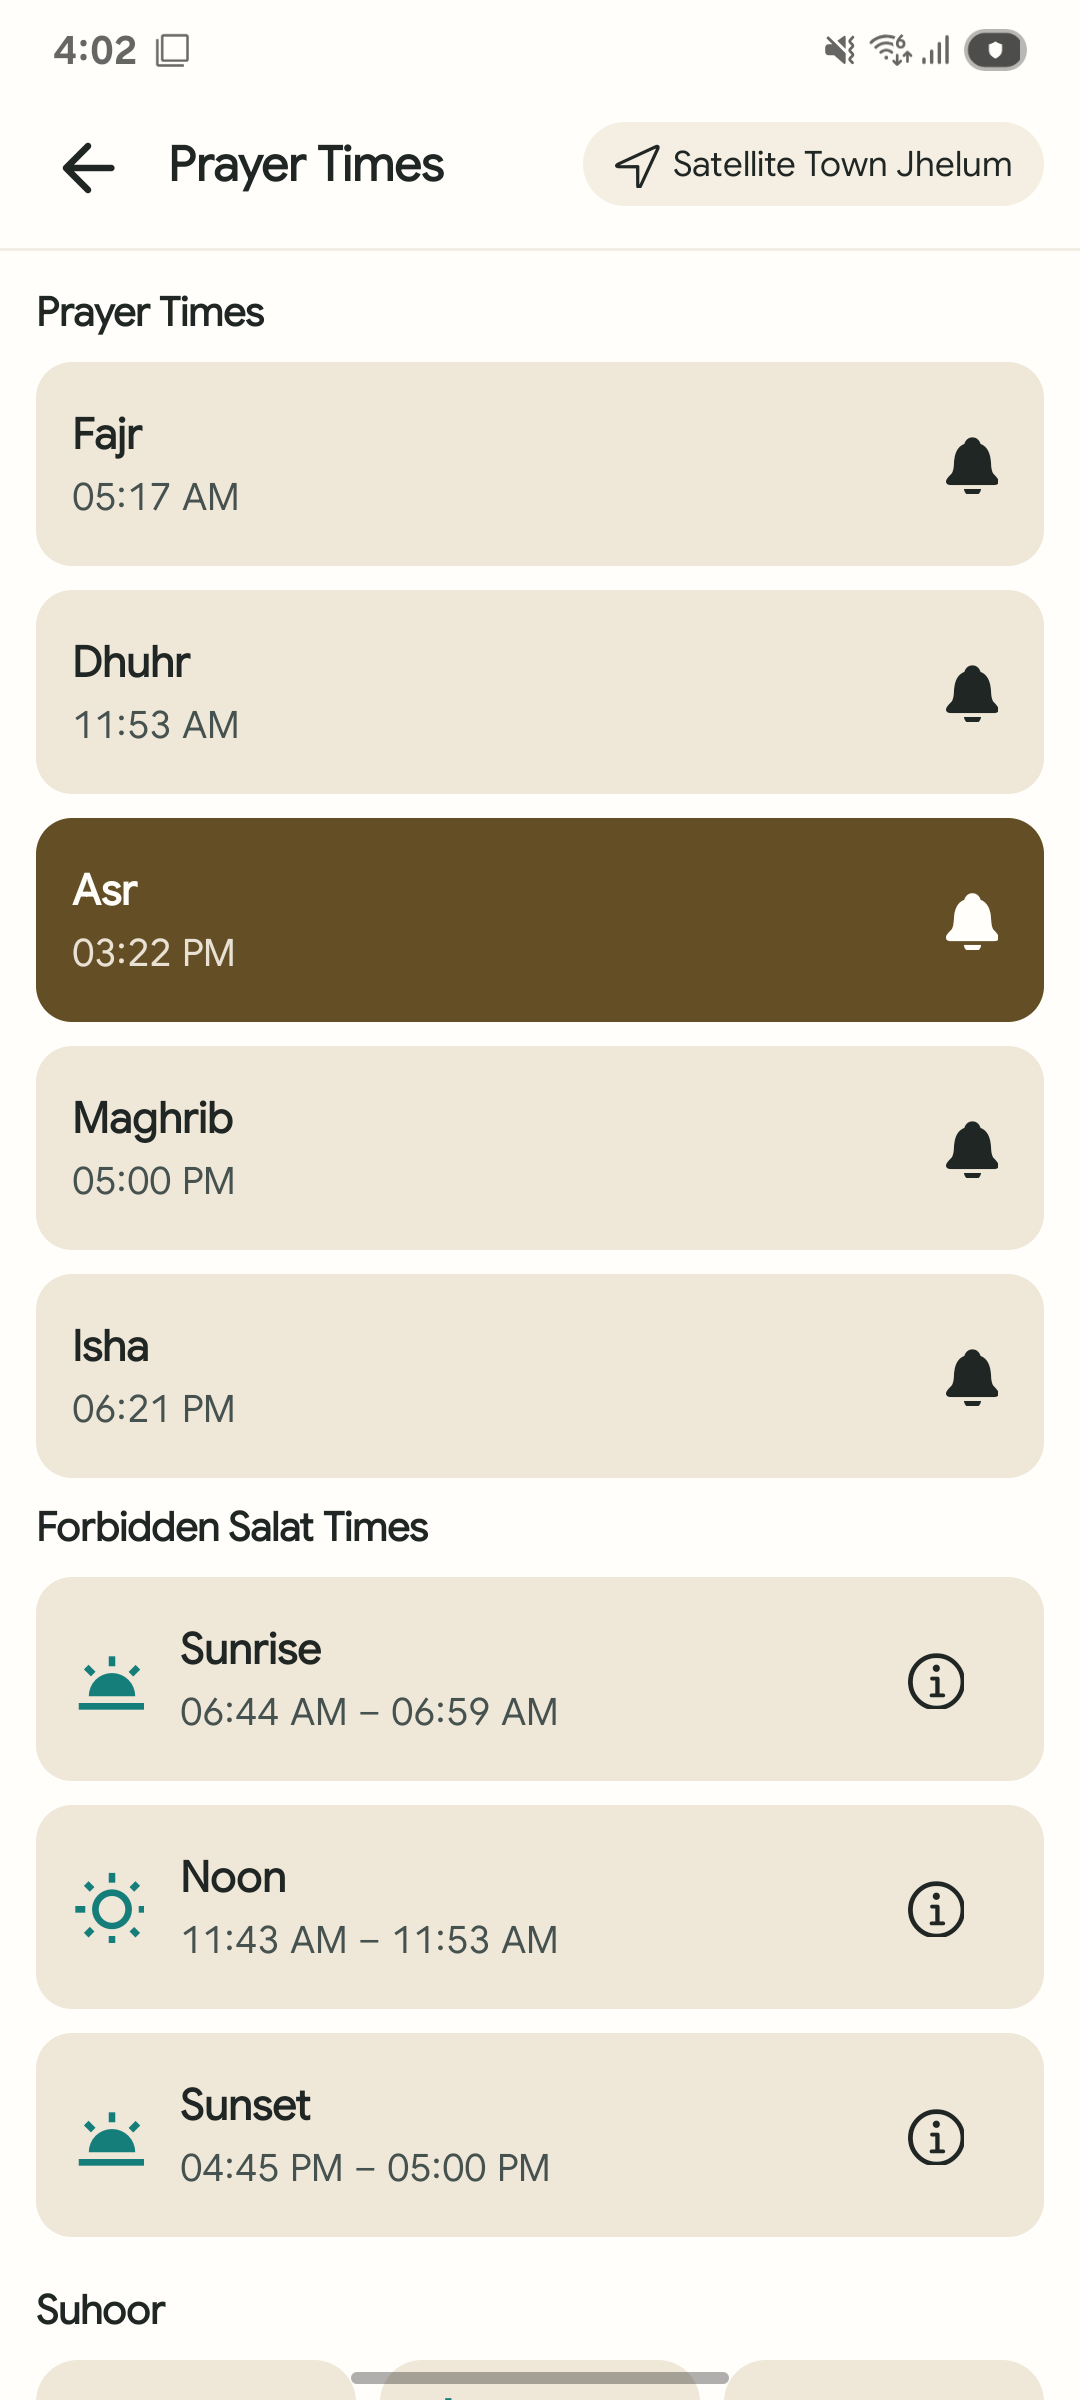 4:02
Prayer Times
Satellite Town Jhelum
Prayer Times
Fajr
05:17 AM
Dhuhr
11:53 AM
Asr
03:22 PM
Maghrib
05:00 PM
Isha
06:21 PM
Forbidden Salat Times
Sunrise
06:44 AM – 06:59 AM
Noon
11:43 AM – 11:53 AM
Sunset
04:45 PM – 05:00 PM
Suhoor